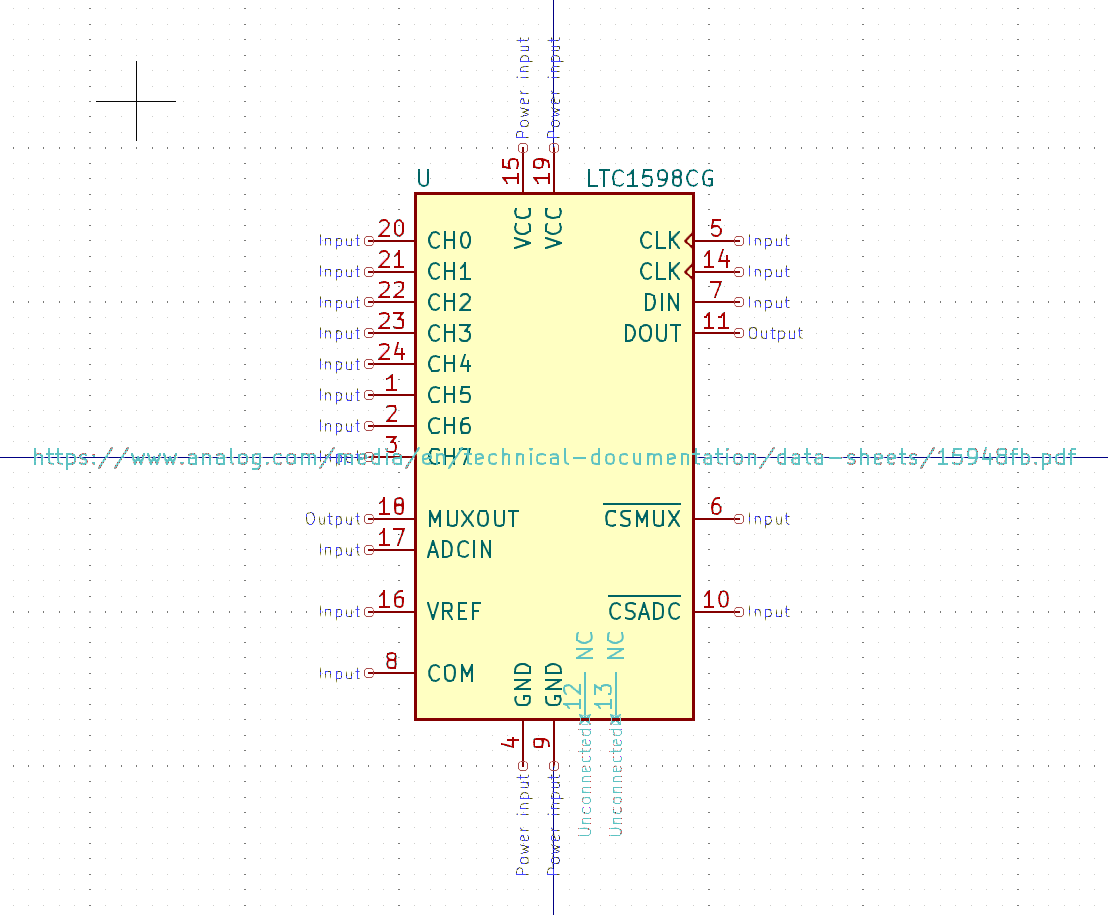 Power input
Power input
15
19
U
LTC1598CG
VCC
VCC
Input 20 CH0
CLK 5 Input
Input 21 CH1
CLK 14 Input
Input 22 CH2
DIN 7 Input
Input 23 CH3
DOUT 11 Output
Input 24 CH4
Input 1 CH5
Input 2 CH6
Input 3 CH7
https://www.analog.com/media/en/technical-documentation/data-sheets/15948fb.pdf
Output 18 MUXOUT
CSMUX 6 Input
Input 17 ADCIN
Input 16 VREF
CSADC 10 Input
Input 8 COM
GND
GND
NC
NC
4
9
12
13
Power input
Power input
Unconnected
Unconnected